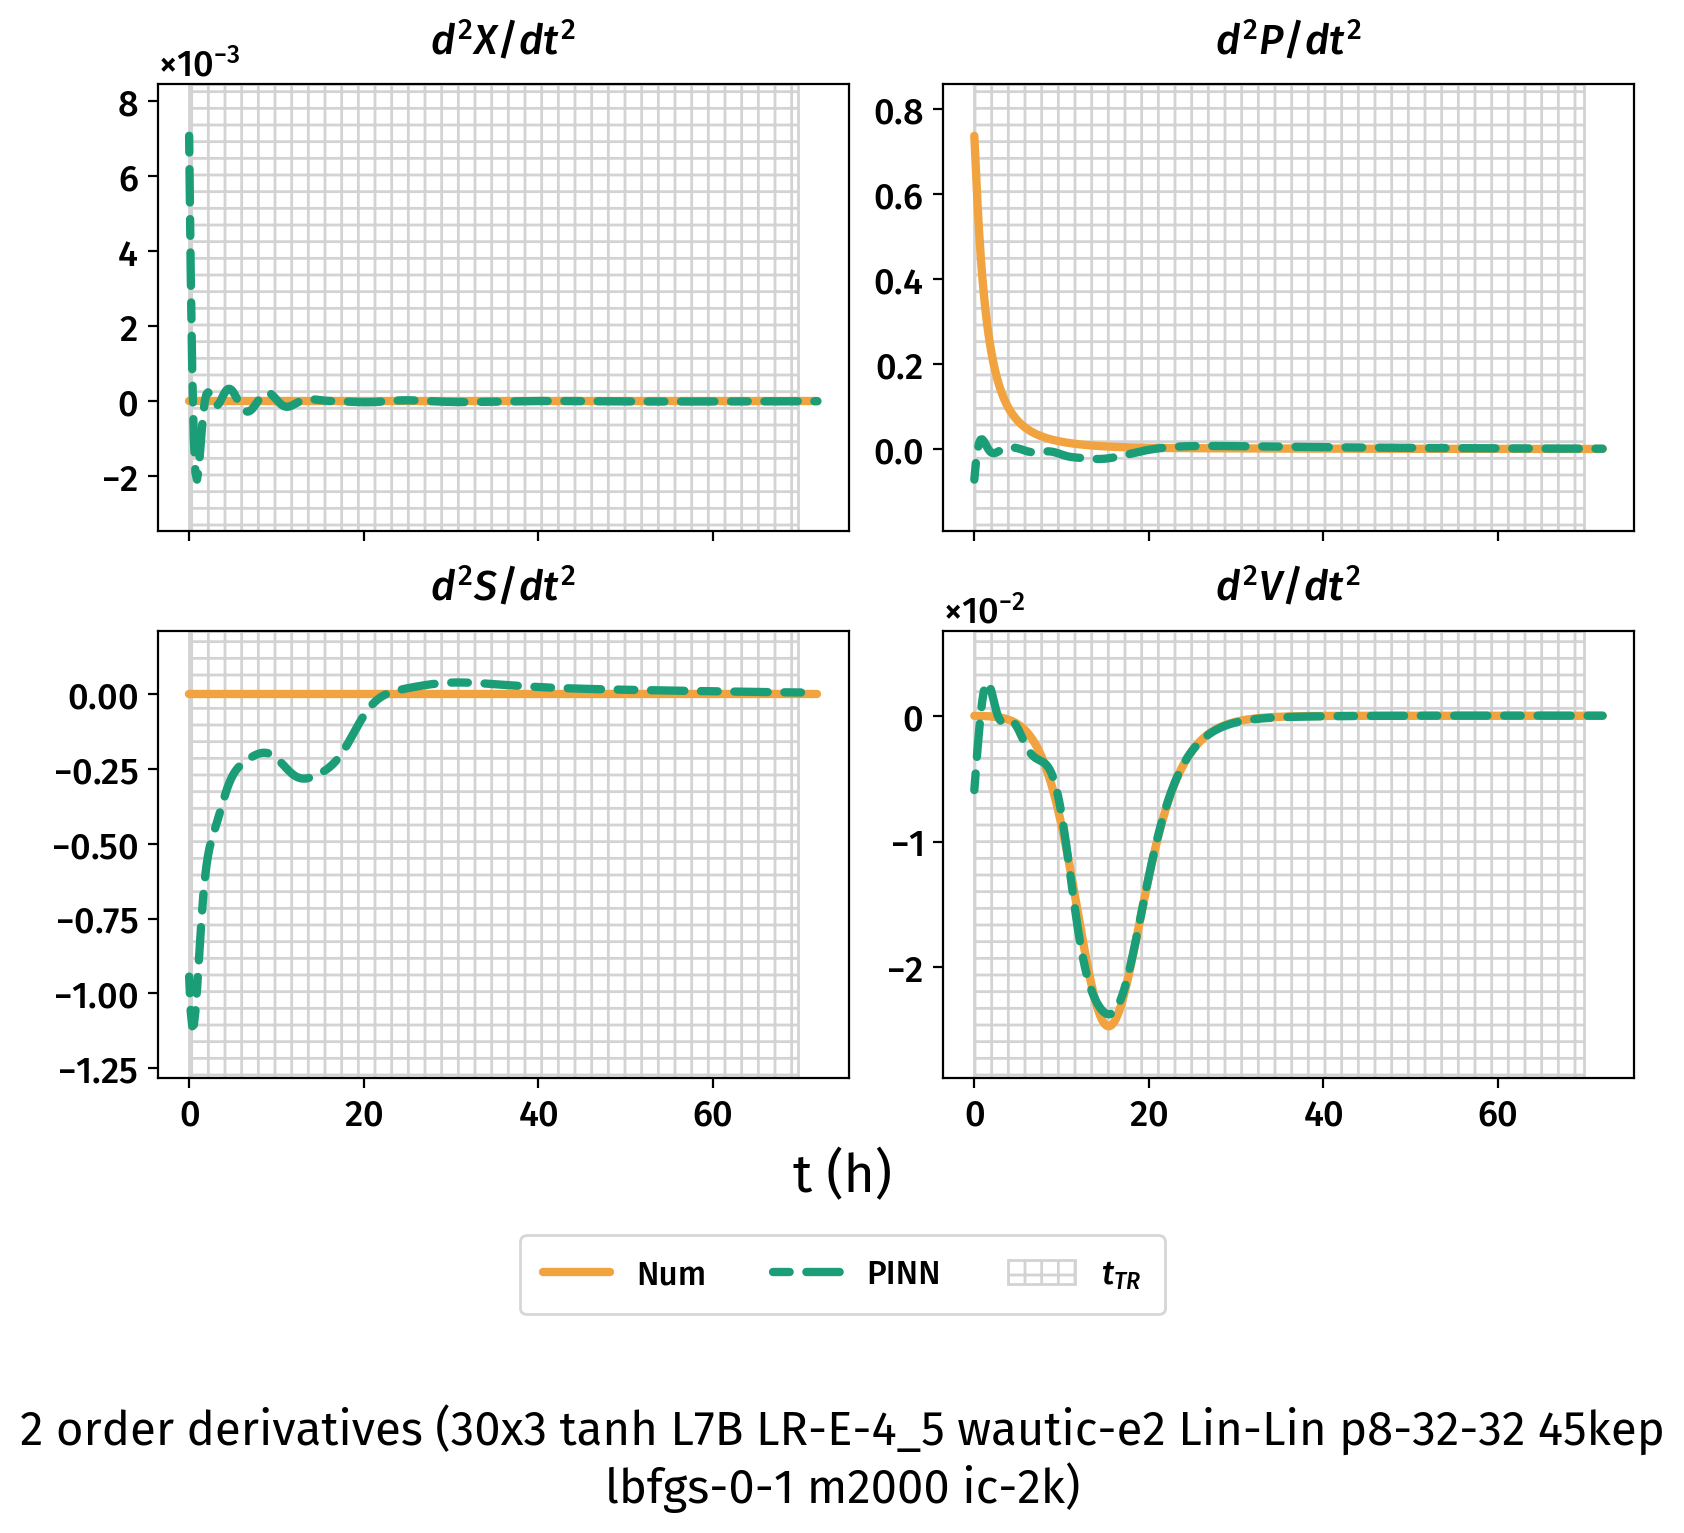 d²X/dt²
×10⁻³
8
6
4
2
0
−2
d²P/dt²
0.8
0.6
0.4
0.2
0.0
d²S/dt²
0.00
−0.25
−0.50
−0.75
−1.00
−1.25
0 20 40 60
d²V/dt²
×10⁻²
0
−1
−2
0 20 40 60
t (h)
Num PINN t_TR
2 order derivatives (30x3 tanh L7B LR-E-4_5 wautic-e2 Lin-Lin p8-32-32 45kep
lbfgs-0-1 m2000 ic-2k)